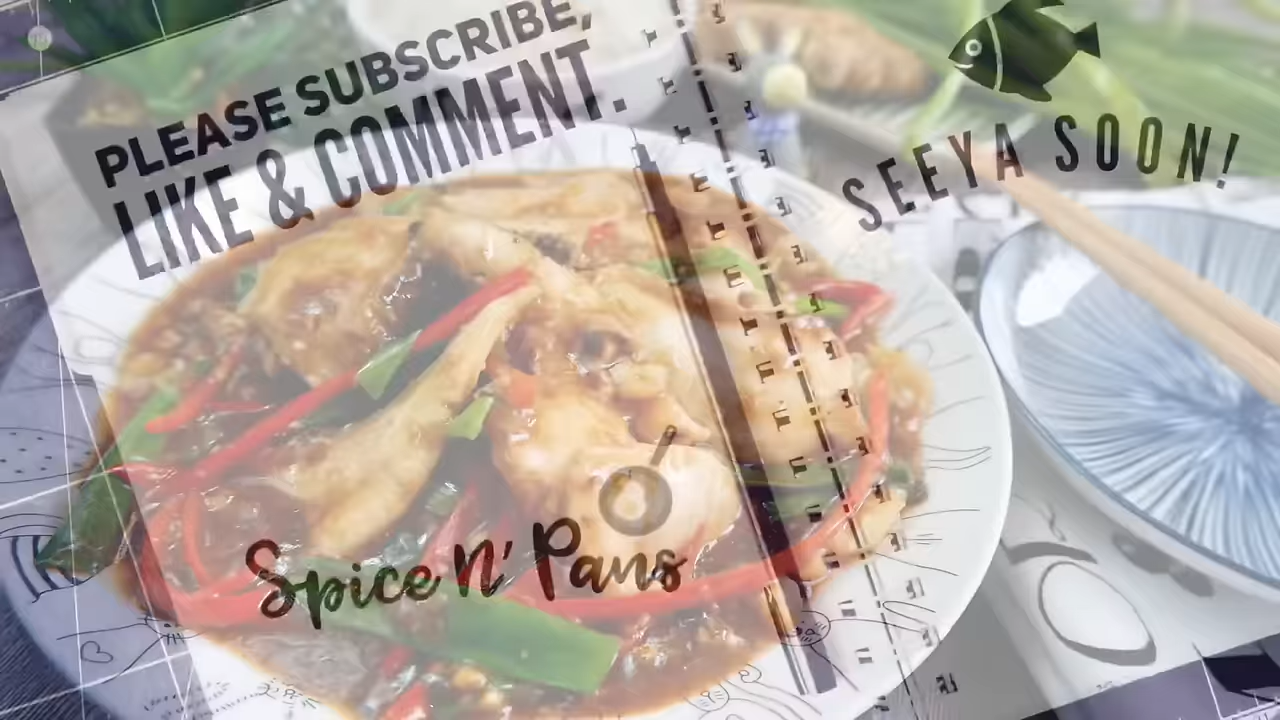 PLEASE SUBSCRIBE,
LIKE & COMMENT.
SEEYA SOON!
Spice N' Pans